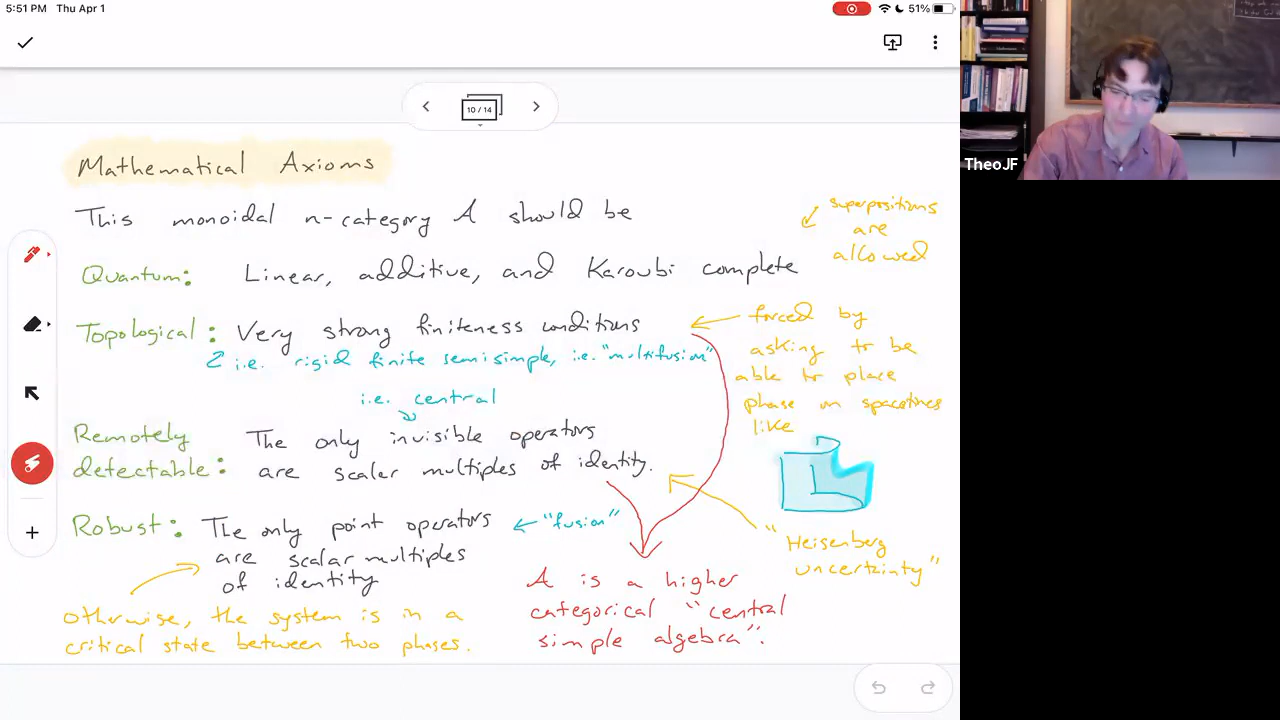 5:51 PM Thu Apr 1
51%
10 / 14
TheoJF
Mathematical Axioms
This monoidal n-category A should be
Quantum: Linear, additive, and Karoubi complete
superpositions
are
allowed
Topological: Very strong finiteness conditions
i.e. rigid finite semisimple, i.e. "multifusion"
forced by
asking to be
able to place
phase on spacetimes
like
i.e. central
Remotely
detectable:
The only invisible operators
are scalar multiples of identity.
Robust: The only point operators
are scalar multiples
of identity
"fusion"
"Heisenberg
uncertainty"
otherwise, the system is in a
critical state between two phases.
A is a higher
categorical "central
simple algebra".